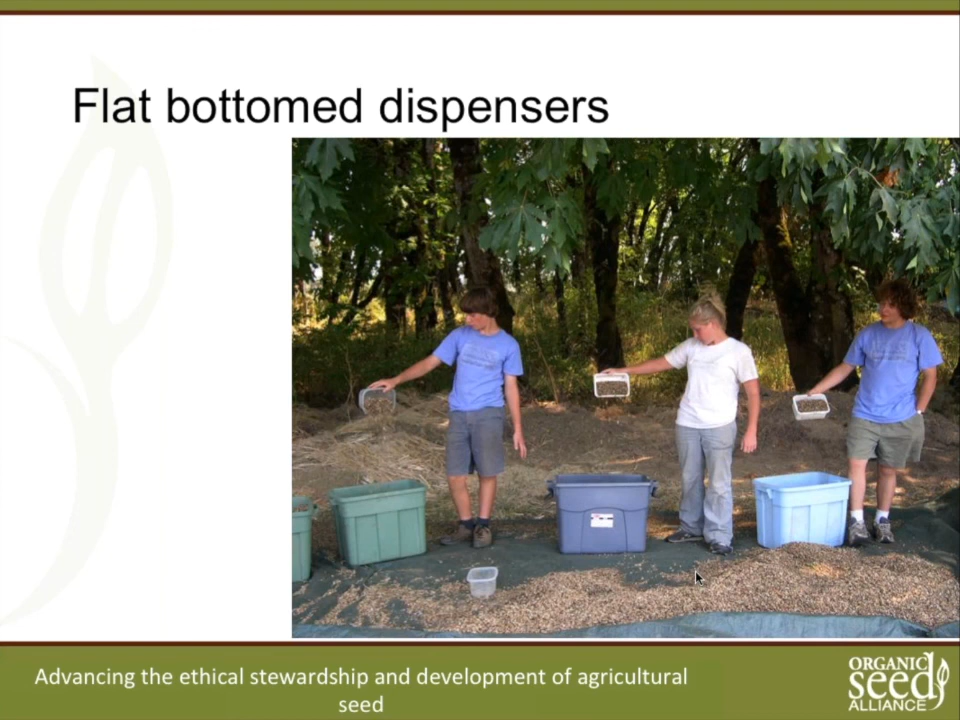 Flat bottomed dispensers
Advancing the ethical stewardship and development of agricultural
seed
ORGANIC
seed
ALLIANCE